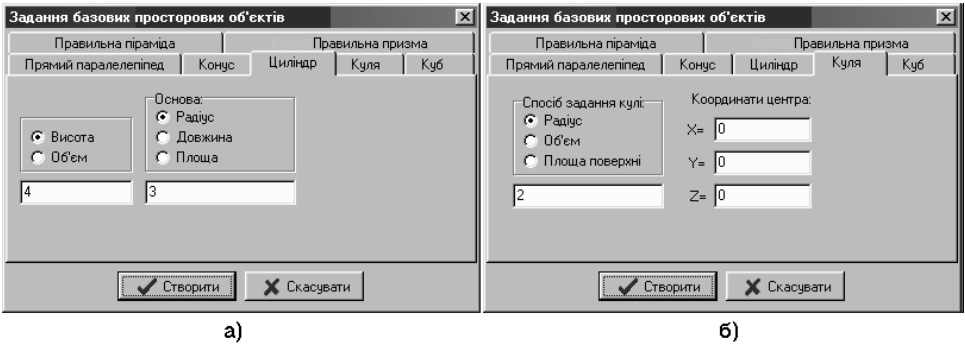 Задання базових просторових об'єктів
Правильна піраміда Правильна призма
Прямий паралелепіпед Конус Циліндр Куля Куб
Основа:
Висота
Об'єм
Радіус
Довжина
Площа
4
3
Створити Скасувати
а)
Задання базових просторових об'єктів
Правильна піраміда Правильна призма
Прямий паралелепіпед Конус Циліндр Куля Куб
Спосіб задання кулі:
Радіус
Об'єм
Площа поверхні
2
Координати центра:
X= 0
Y= 0
Z= 0
Створити Скасувати
б)